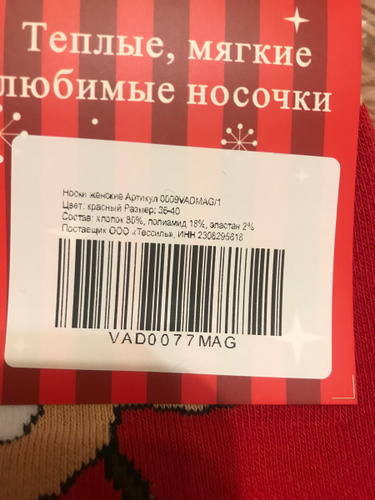 Теплые, мягкие
любимые носочки
Носки женские Артикул 0009VADMAG/1
Цвет: красный Размер: 36-40
Состав: хлопок 80%, полиамид 18%, эластан 2%
Поставщик ООО «Тессиль», ИНН 2308295618
VAD0077MAG